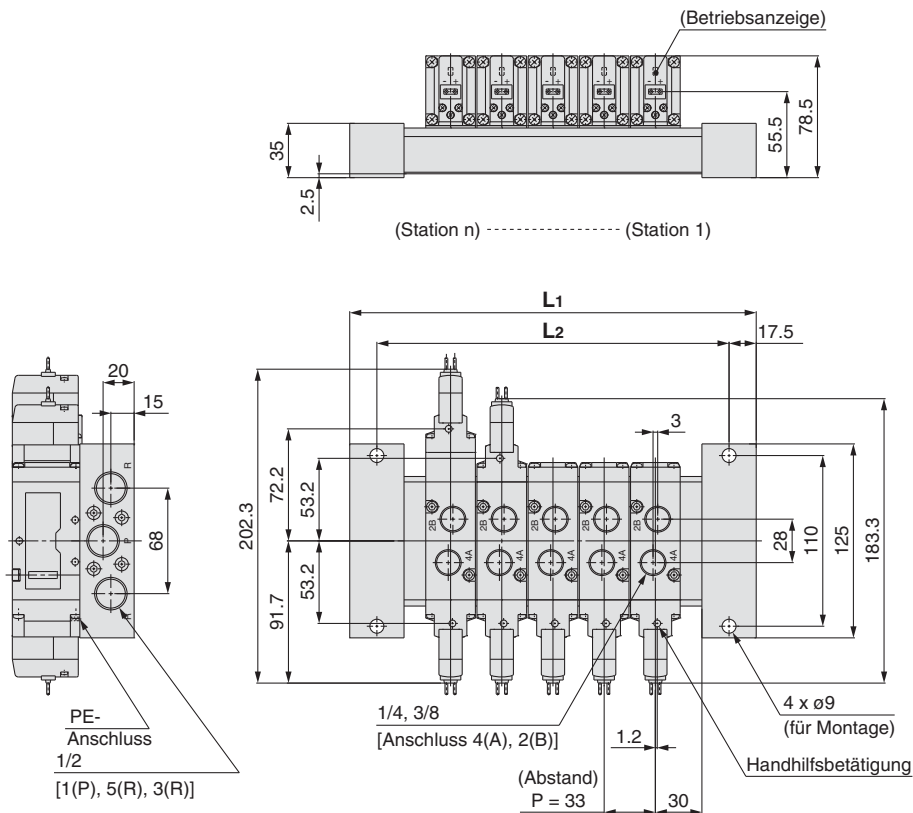 (Betriebsanzeige)
35
2.5
55.5
78.5
(Station n) ---------------------- (Station 1)
L1
L2
17.5
20
15
3
R
P
R
68
202.3
72.2
53.2
53.2
91.7
2B
2B
2B
2B
2B
4A
4A
4A
4A
4A
28
110
125
183.3
PE-
Anschluss
1/2
[1(P), 5(R), 3(R)]
1/4, 3/8
[Anschluss 4(A), 2(B)]
1.2
4 x ø9
(für Montage)
Handhilfsbetätigung
(Abstand)
P = 33
30